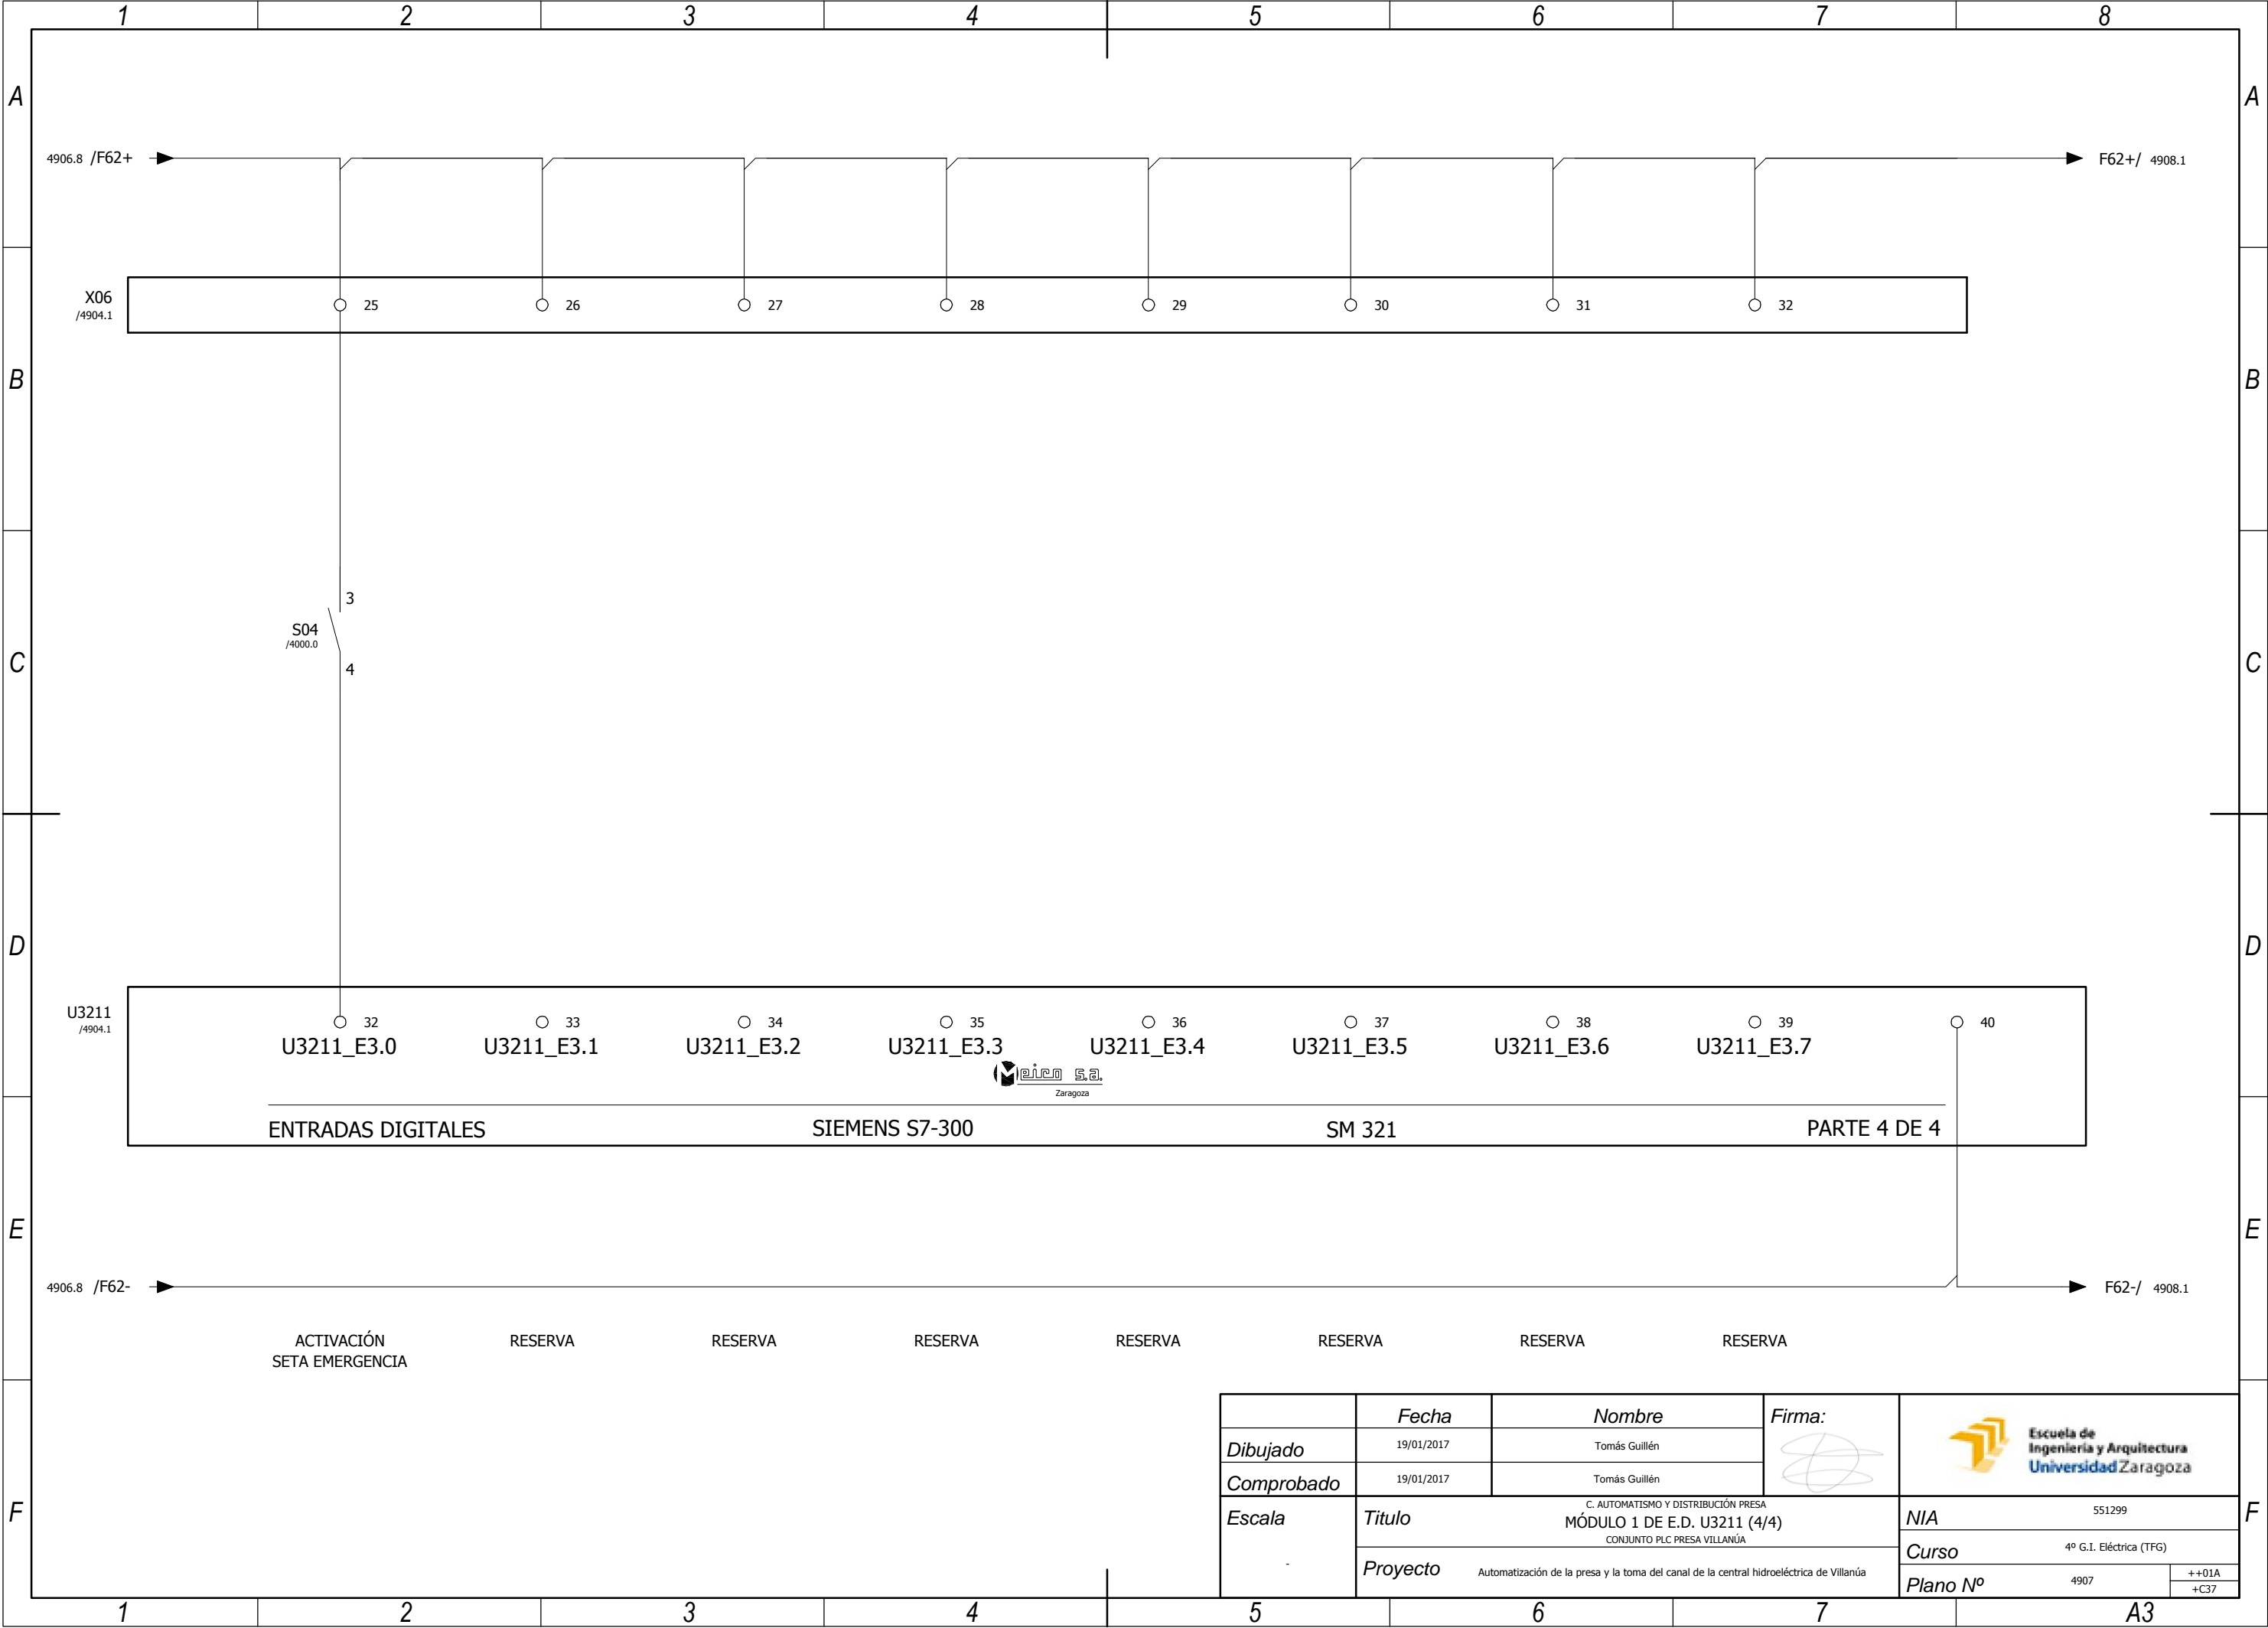 1 2 3 4 5 6 7 8
A A
4906.8 /F62+ F62+/ 4908.1
X06
/4904.1
25 26 27 28 29 30 31 32
B B
3
S04
/4000.0
4
C C
D D
U3211
/4904.1
32 33 34 35 36 37 38 39 40
U3211_E3.0 U3211_E3.1 U3211_E3.2 U3211_E3.3 U3211_E3.4 U3211_E3.5 U3211_E3.6 U3211_E3.7
Meico s.a.
Zaragoza
ENTRADAS DIGITALES SIEMENS S7-300 SM 321 PARTE 4 DE 4
E E
4906.8 /F62- F62-/ 4908.1
ACTIVACIÓN RESERVA RESERVA RESERVA RESERVA RESERVA RESERVA RESERVA
SETA EMERGENCIA
Fecha Nombre Firma:
Dibujado 19/01/2017 Tomás Guillén
Comprobado 19/01/2017 Tomás Guillén
Escuela de
Ingeniería y Arquitectura
Universidad Zaragoza
F F
Escala -
Titulo
C. AUTOMATISMO Y DISTRIBUCIÓN PRESA
MÓDULO 1 DE E.D. U3211 (4/4)
CONJUNTO PLC PRESA VILLANÚA
Proyecto Automatización de la presa y la toma del canal de la central hidroeléctrica de Villanúa
NIA 551299
Curso 4º G.I. Eléctrica (TFG)
Plano Nº 4907 ++01A
+C37
1 2 3 4 5 6 7 A3